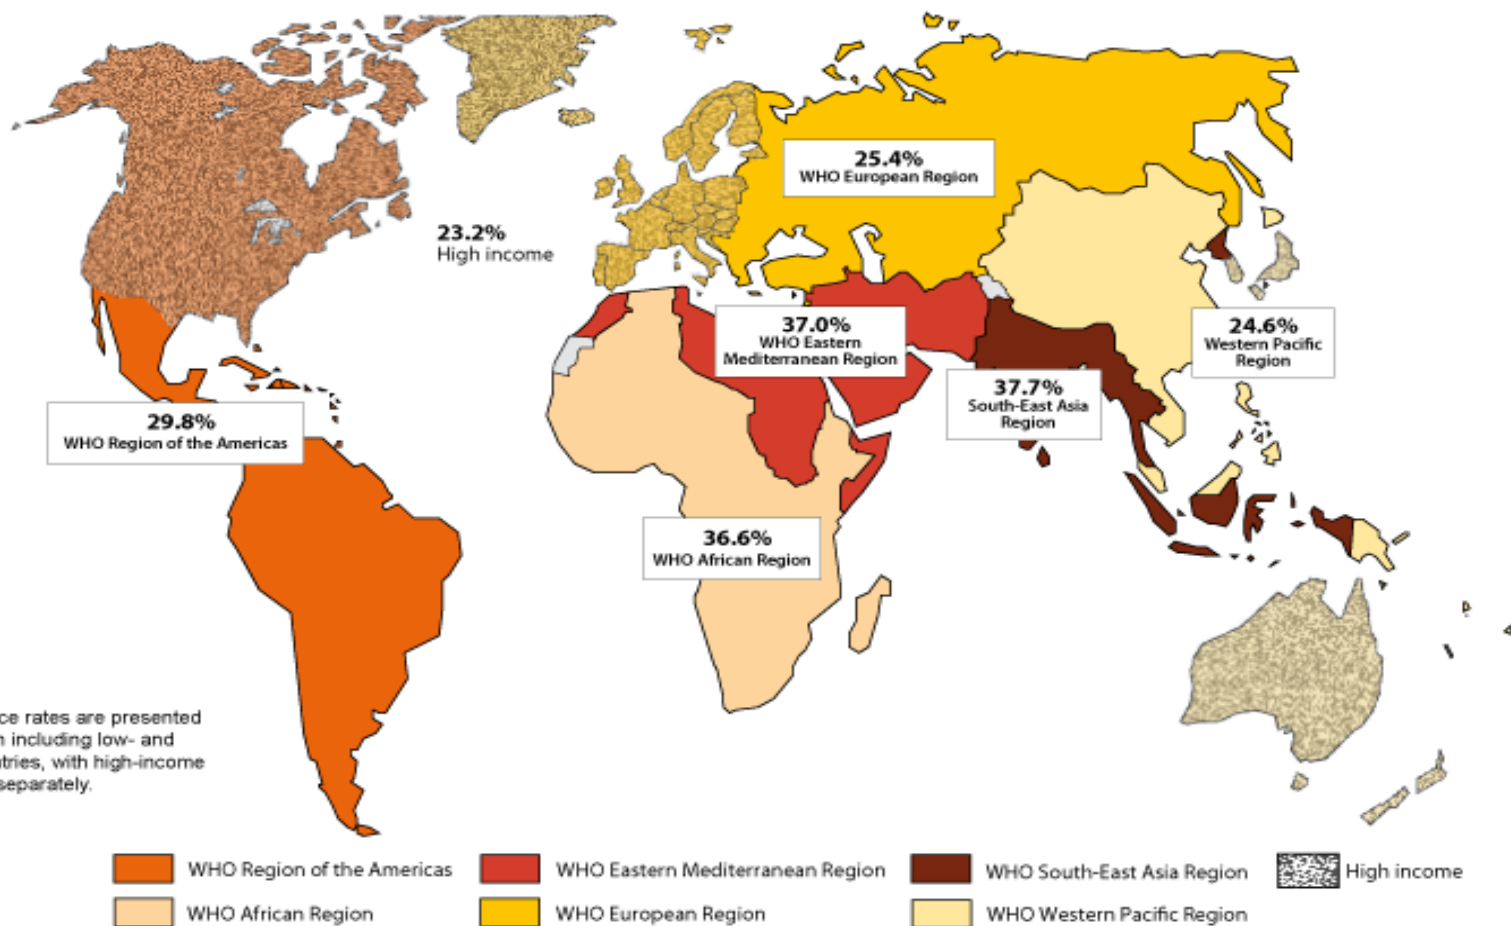 25.4%
WHO European Region
23.2%
High income
37.0%
WHO Eastern
Mediterranean Region
24.6%
Western Pacific
Region
37.7%
South-East Asia
Region
29.8%
WHO Region of the Americas
36.6%
WHO African Region
rates are presented
including low- and
with high-income
separately.
WHO Region of the Americas
WHO Eastern Mediterranean Region
WHO South-East Asia Region
High income
WHO African Region
WHO European Region
WHO Western Pacific Region